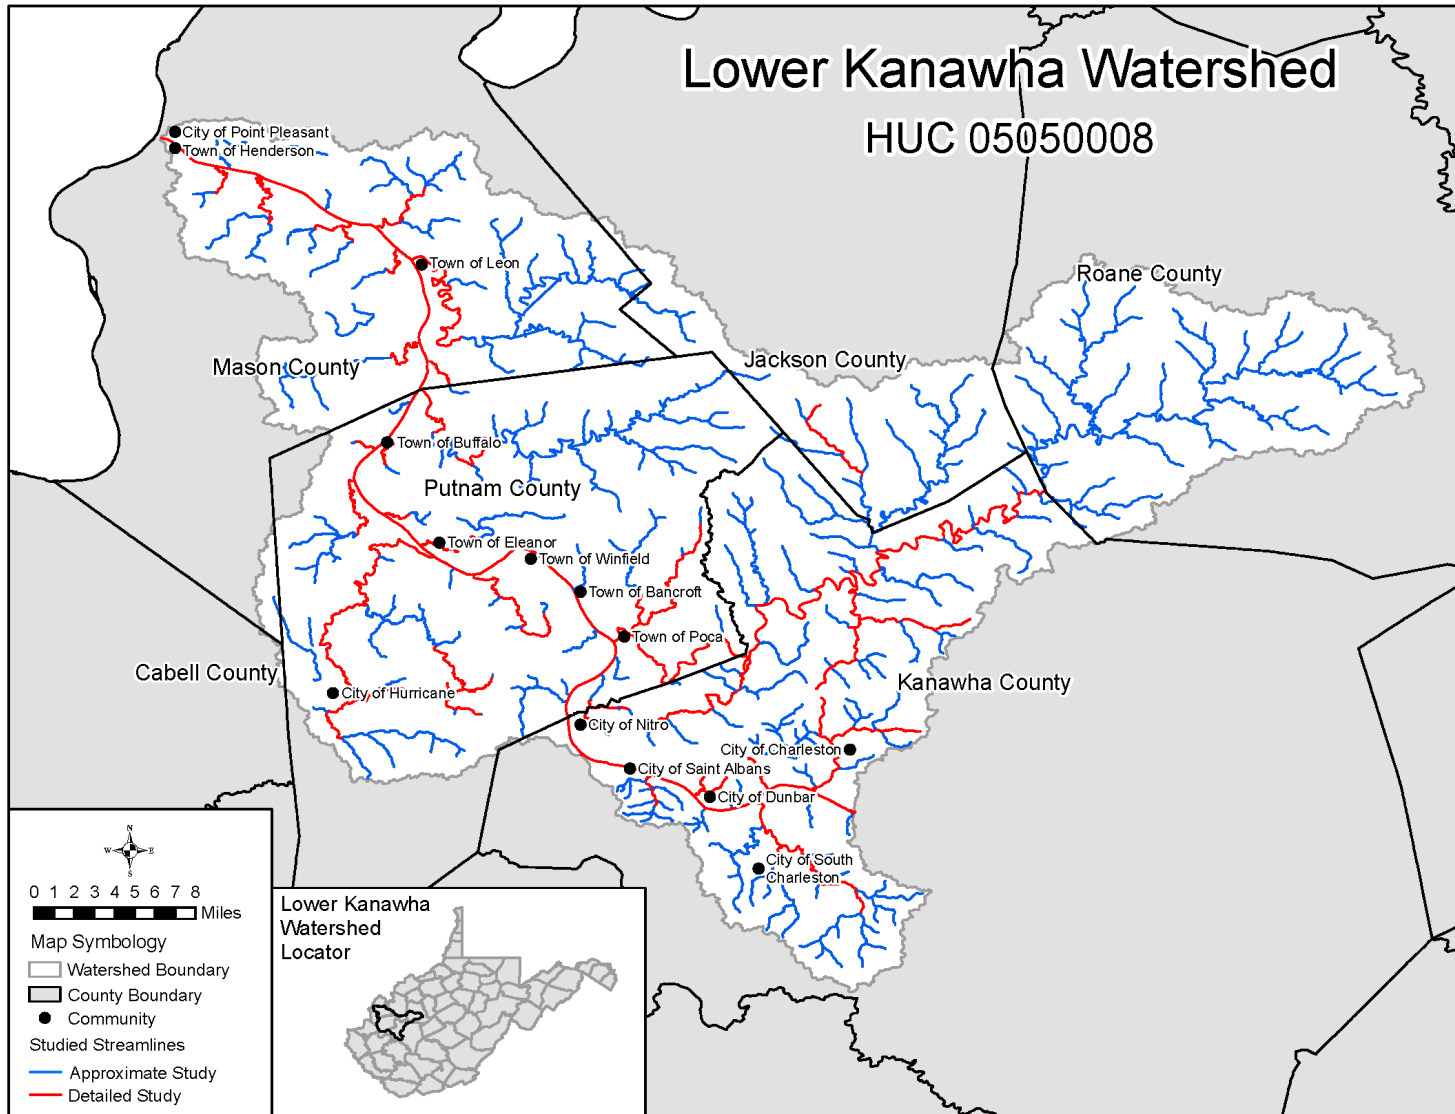 Lower Kanawha Watershed
HUC 05050008
City of Point Pleasant
Town of Henderson
Town of Leon
Roane County
Jackson County
Mason County
Town of Buffalo
Putnam County
Town of Eleanor
Town of Winfield
Town of Bancroft
Town of Poca
Cabell County
Kanawha County
City of Hurricane
City of Nitro
City of Charleston
City of Saint Albans
City of Dunbar
City of South
Charleston
N
W E
S
0 1 2 3 4 5 6 7 8
Miles
Map Symbology
Watershed Boundary
County Boundary
Community
Studied Streamlines
Approximate Study
Detailed Study
Lower Kanawha
Watershed
Locator